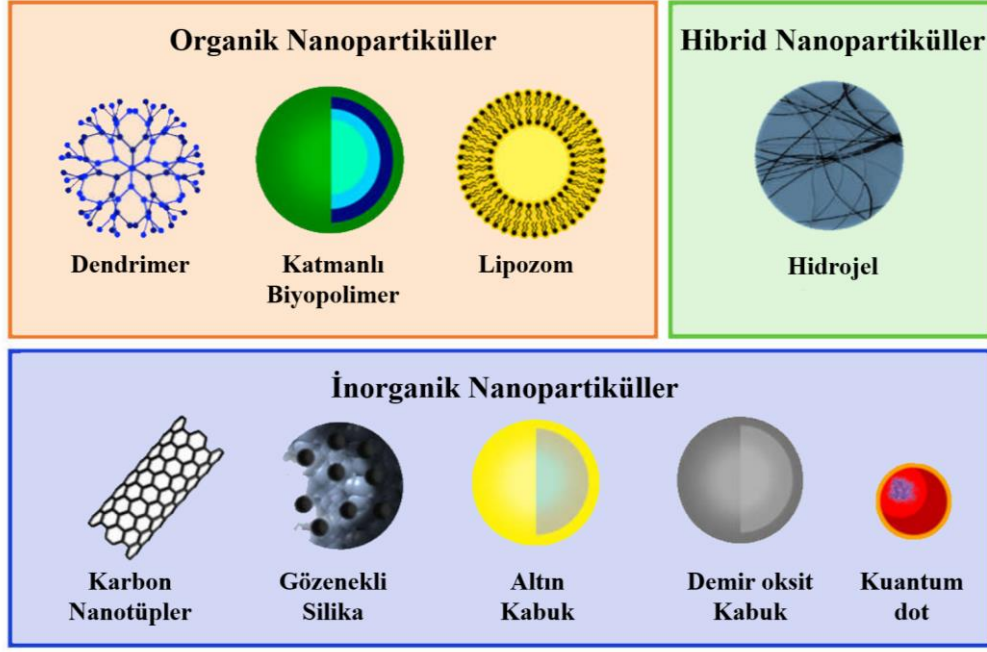 Organik Nanopartiküller
Dendrimer
Katmanlı
Biyopolimer
Lipozom
Hibrid Nanopartiküller
Hidrojel
İnorganik Nanopartiküller
Karbon
Nanotüpler
Gözenekli
Silika
Altın
Kabuk
Demir oksit
Kabuk
Kuantum
dot